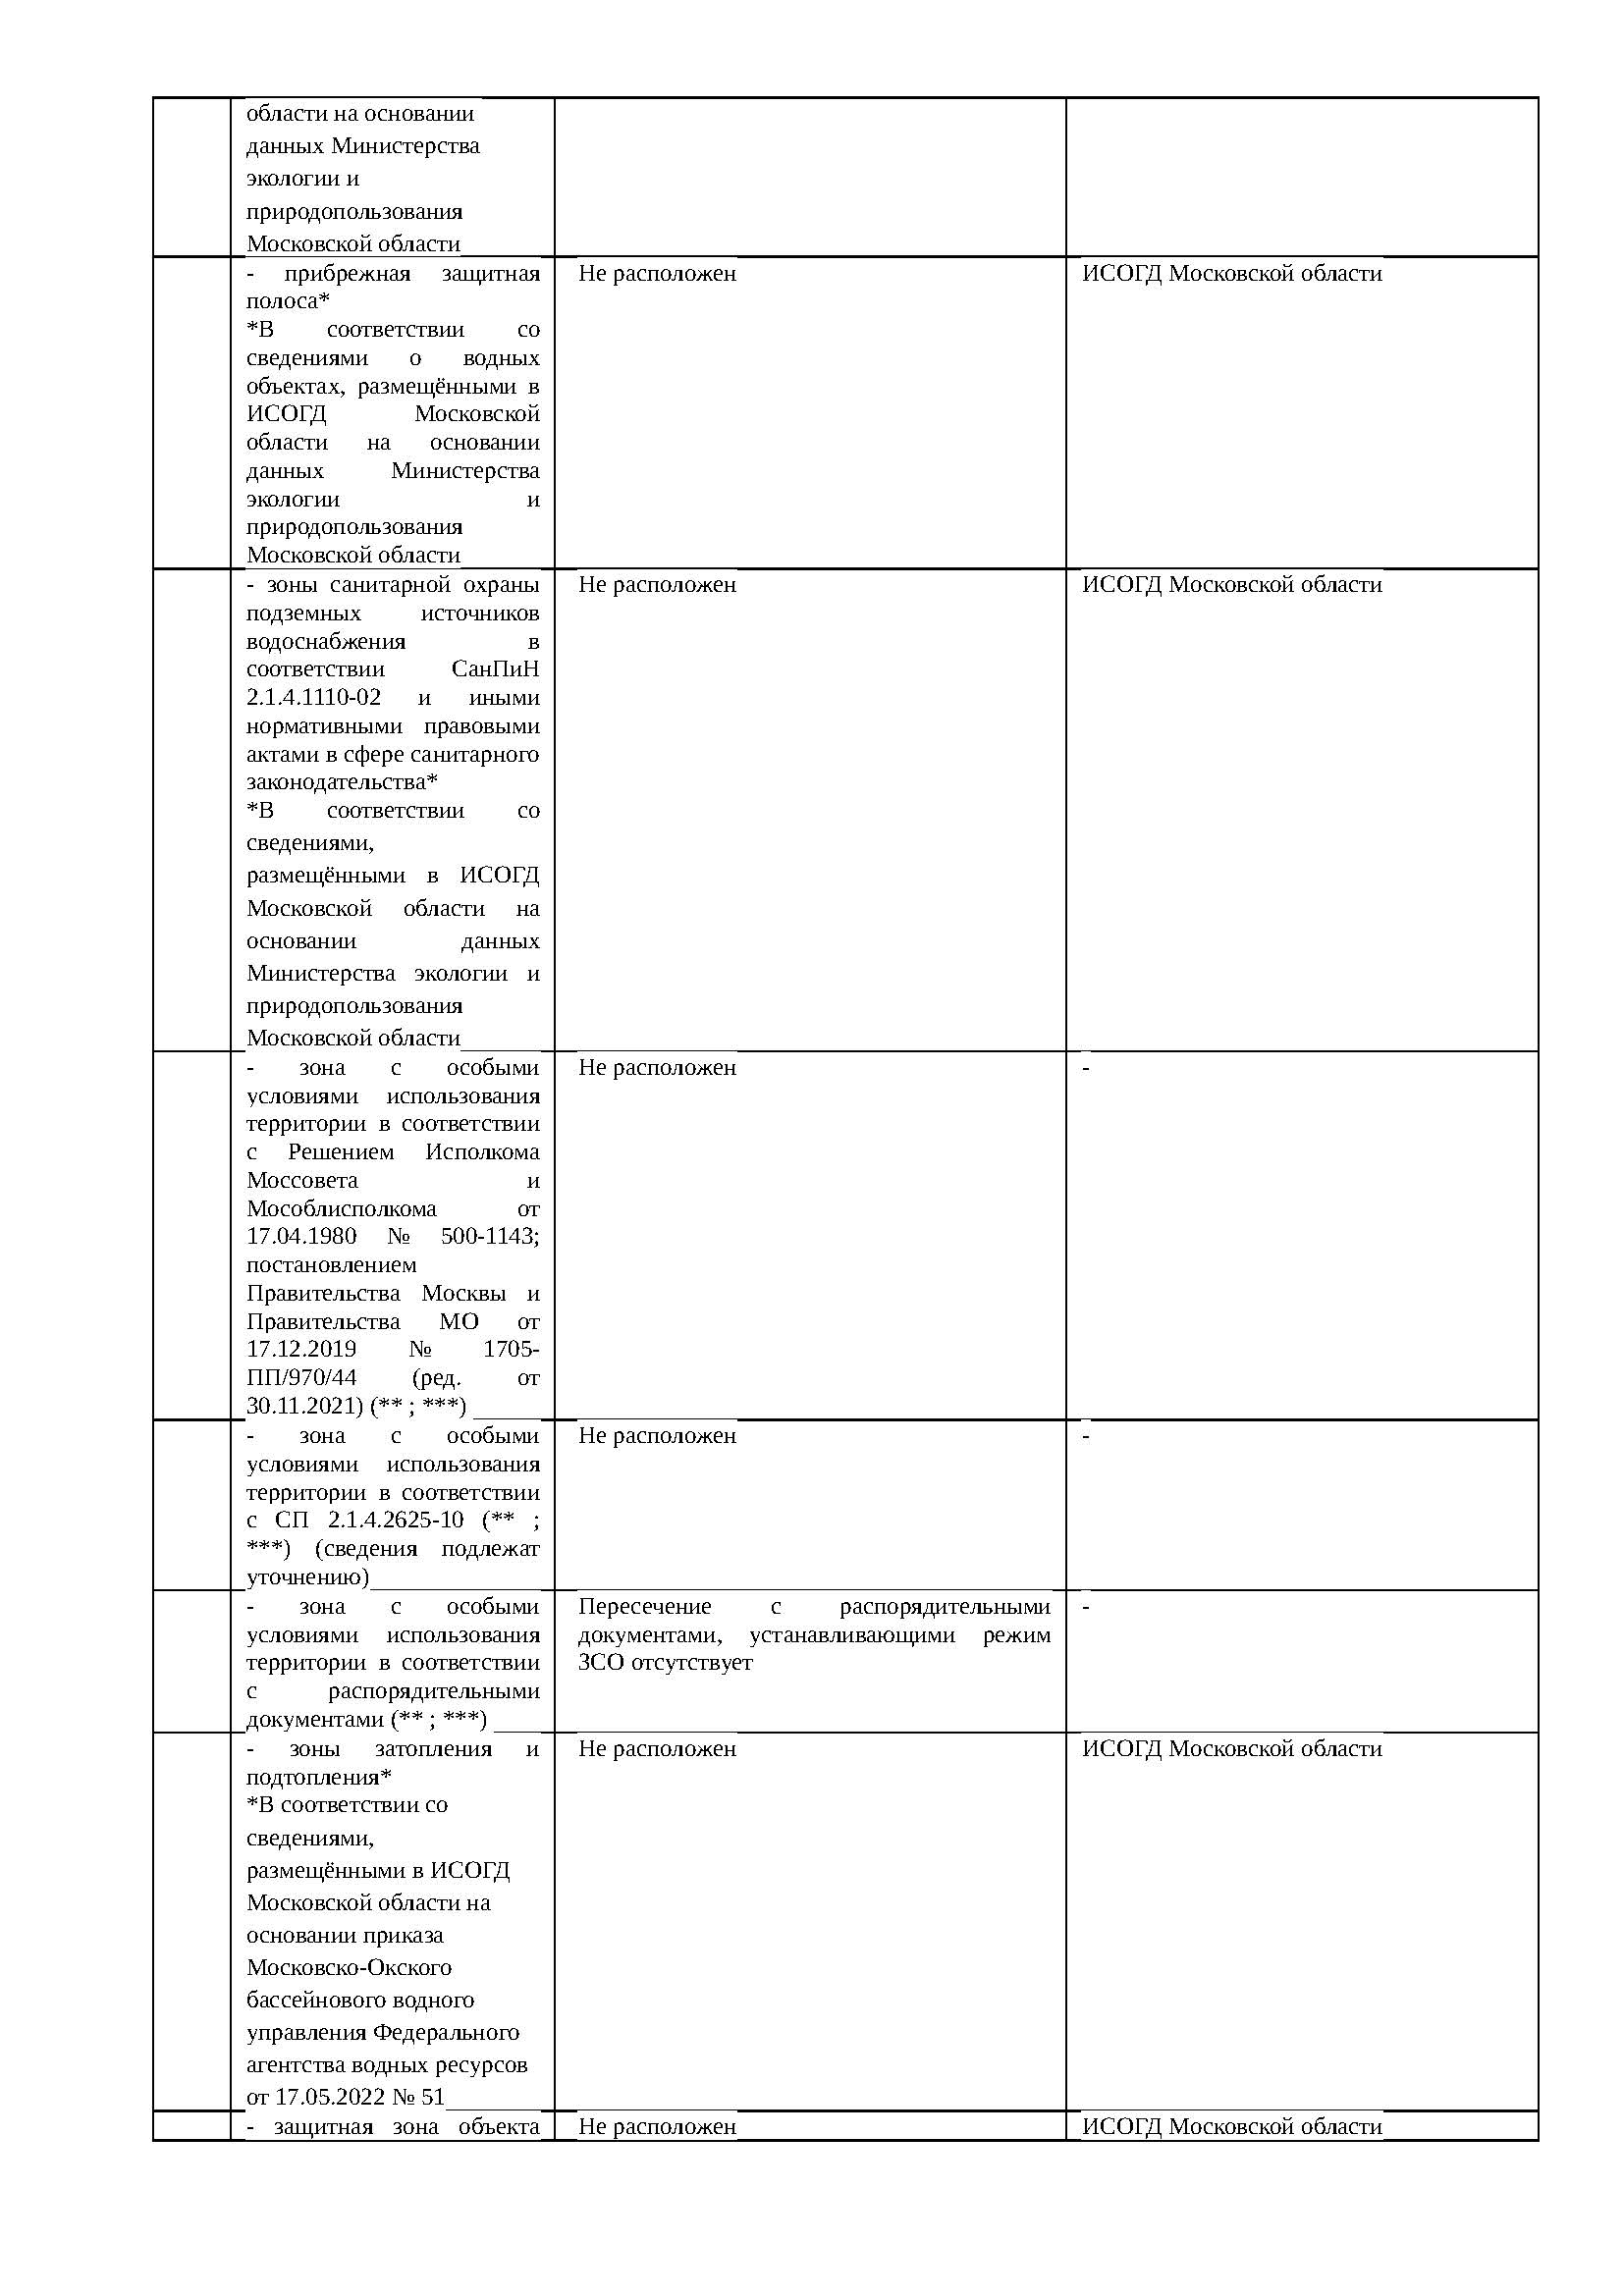 области на основании
данных Министерства
экологии и
природопользования
Московской области
- прибрежная защитная
полоса*
*В соответствии со
сведениями о водных
объектах, размещёнными в
ИСОГД Московской
области на основании
данных Министерства
экологии и
природопользования
Московской области
Не расположен
ИСОГД Московской области
- зоны санитарной охраны
подземных источников
водоснабжения в
соответствии СанПиН
2.1.4.1110-02 и иными
нормативными правовыми
актами в сфере санитарного
законодательства*
*В соответствии со
сведениями,
размещёнными в ИСОГД
Московской области на
основании данных
Министерства экологии и
природопользования
Московской области
Не расположен
ИСОГД Московской области
- зона с особыми
условиями использования
территории в соответствии
с Решением Исполкома
Моссовета и
Мособлисполкома от
17.04.1980 № 500-1143;
постановлением
Правительства Москвы и
Правительства МО от
17.12.2019 № 1705-
ПП/970/44 (ред. от
30.11.2021) (** ; ***)
Не расположен
-
- зона с особыми
условиями использования
территории в соответствии
с СП 2.1.4.2625-10 (** ;
***) (сведения подлежат
уточнению)
Не расположен
-
- зона с особыми
условиями использования
территории в соответствии
с распорядительными
документами (** ; ***)
Пересечение с распорядительными
документами, устанавливающими режим
ЗСО отсутствует
-
- зоны затопления и
подтопления*
*В соответствии со
сведениями,
размещёнными в ИСОГД
Московской области на
основании приказа
Московско-Окского
бассейнового водного
управления Федерального
агентства водных ресурсов
от 17.05.2022 № 51
Не расположен
ИСОГД Московской области
- защитная зона объекта
Не расположен
ИСОГД Московской области